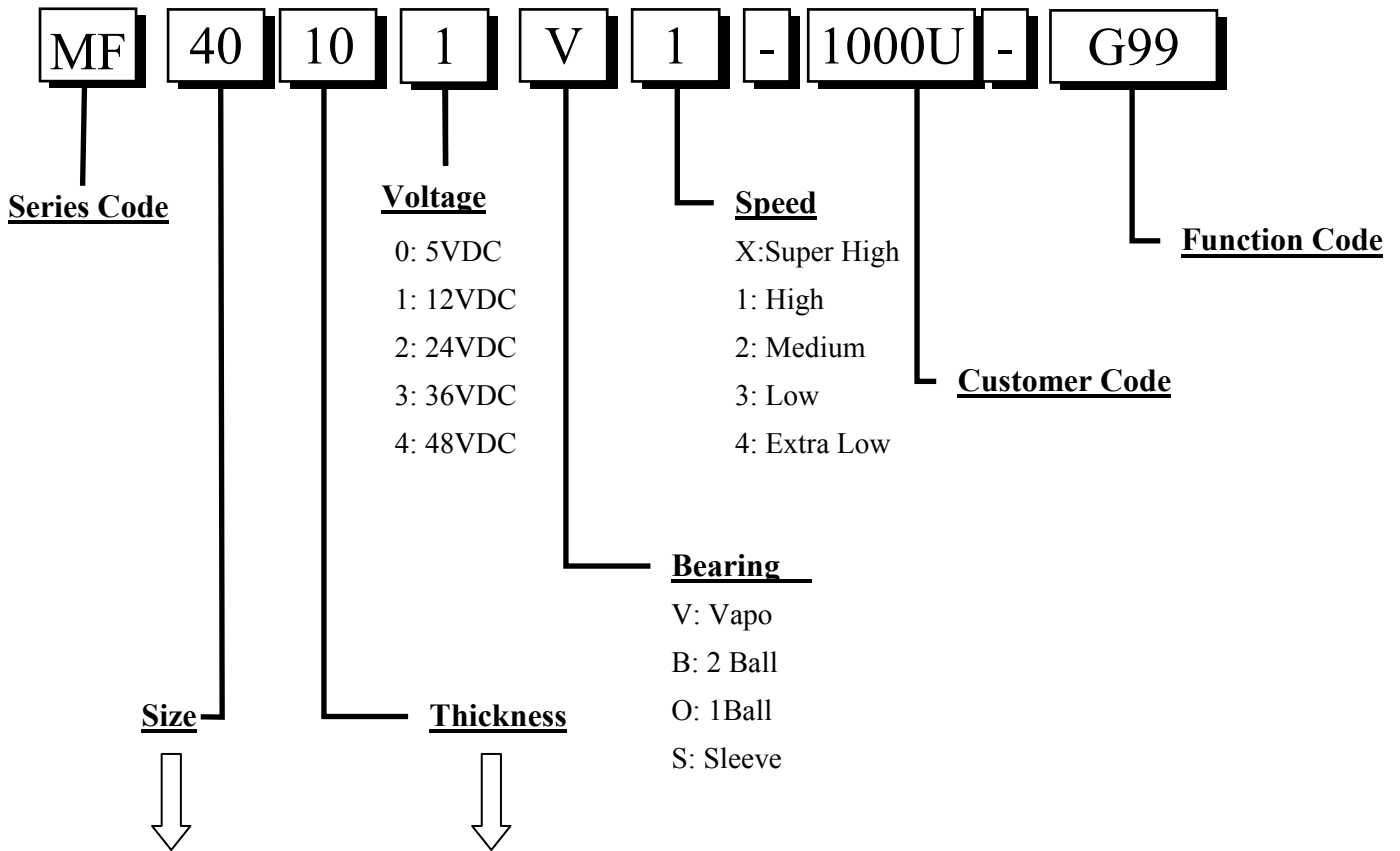 MF 40 10 1 V 1 - 1000U - G99
Series Code
Voltage
0: 5VDC
1: 12VDC
2: 24VDC
3: 36VDC
4: 48VDC
Speed
X:Super High
1: High
2: Medium
3: Low
4: Extra Low
Function Code
Customer Code
Bearing
V: Vapo
B: 2 Ball
O: 1Ball
S: Sleeve
Size
Thickness